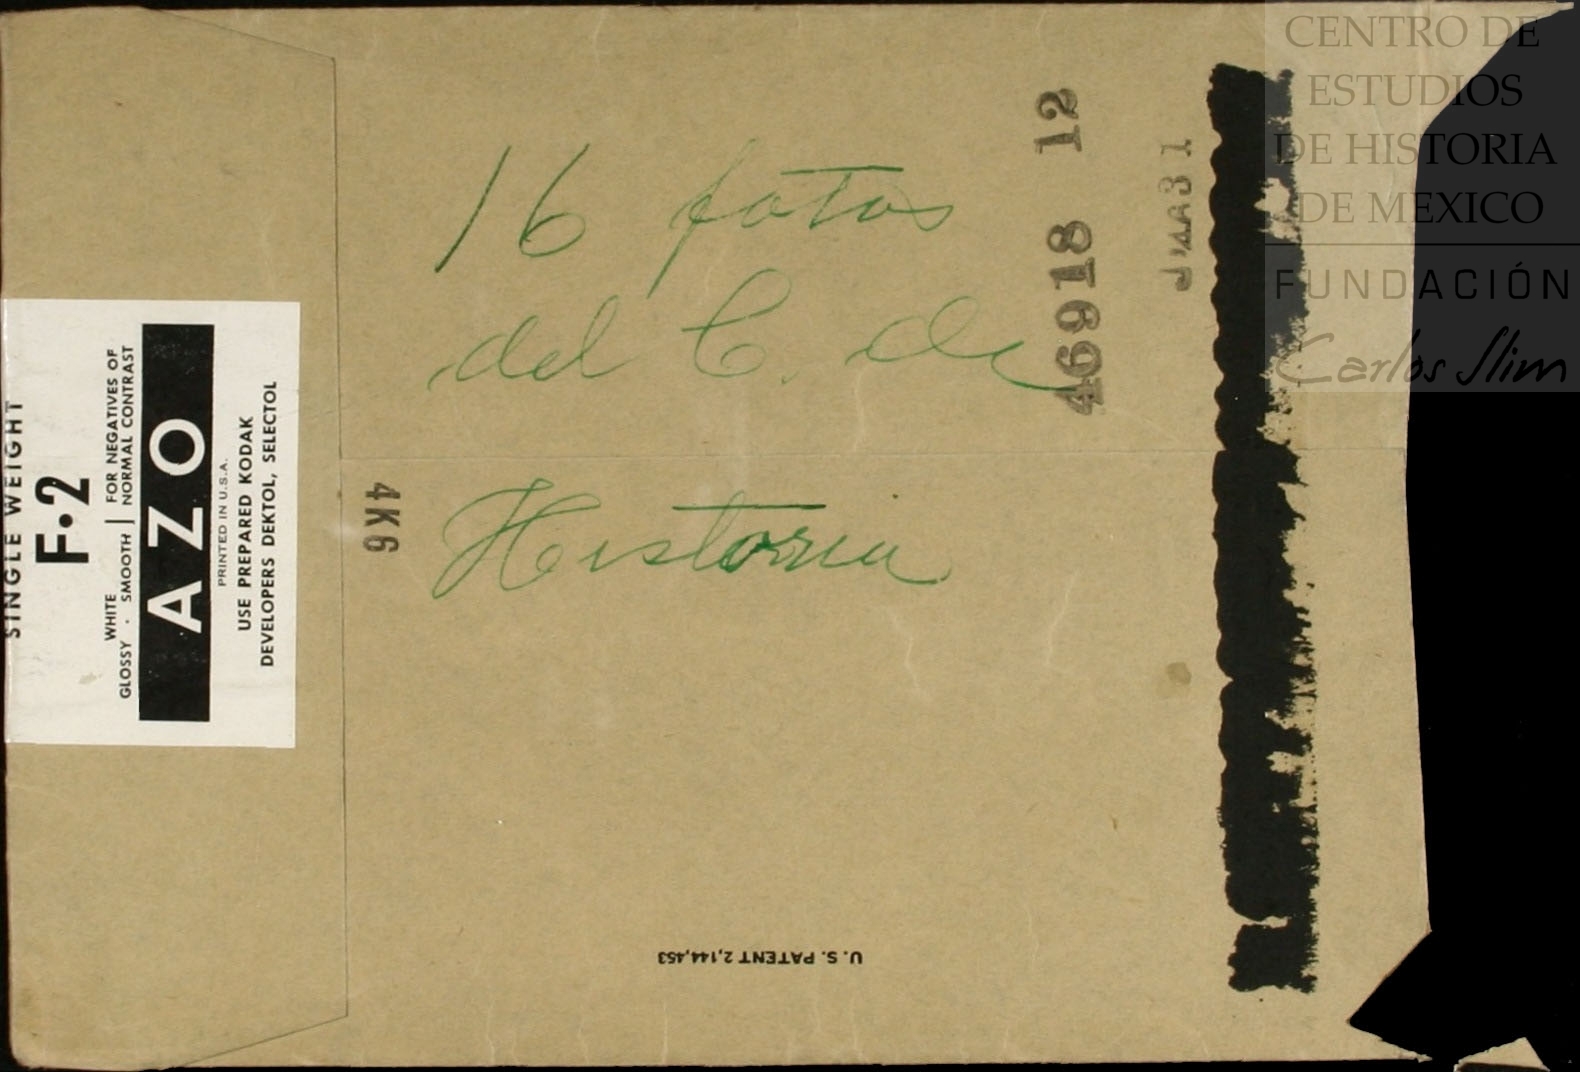 CENTRO DE
ESTUDIOS
DE HISTORIA
DE MEXICO
FUNDACIÓN
Carlos Slim
16 fotos
del C. de
Historia
46918 12
SINGLE WEIGHT
F·2
WHITE
GLOSSY · SMOOTH
FOR NEGATIVES OF
NORMAL CONTRAST
AZO
PRINTED IN U.S.A.
USE PREPARED KODAK
DEVELOPERS DEKTOL, SELECTOL
4K6
U. S. PATENT 2,144,453